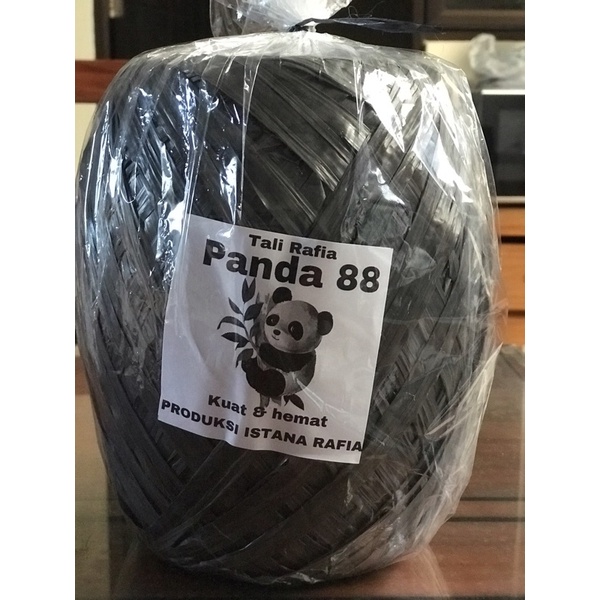 Tali Rafia
Panda 88
Kuat & hemat
PRODUKSI ISTANA RAFIA